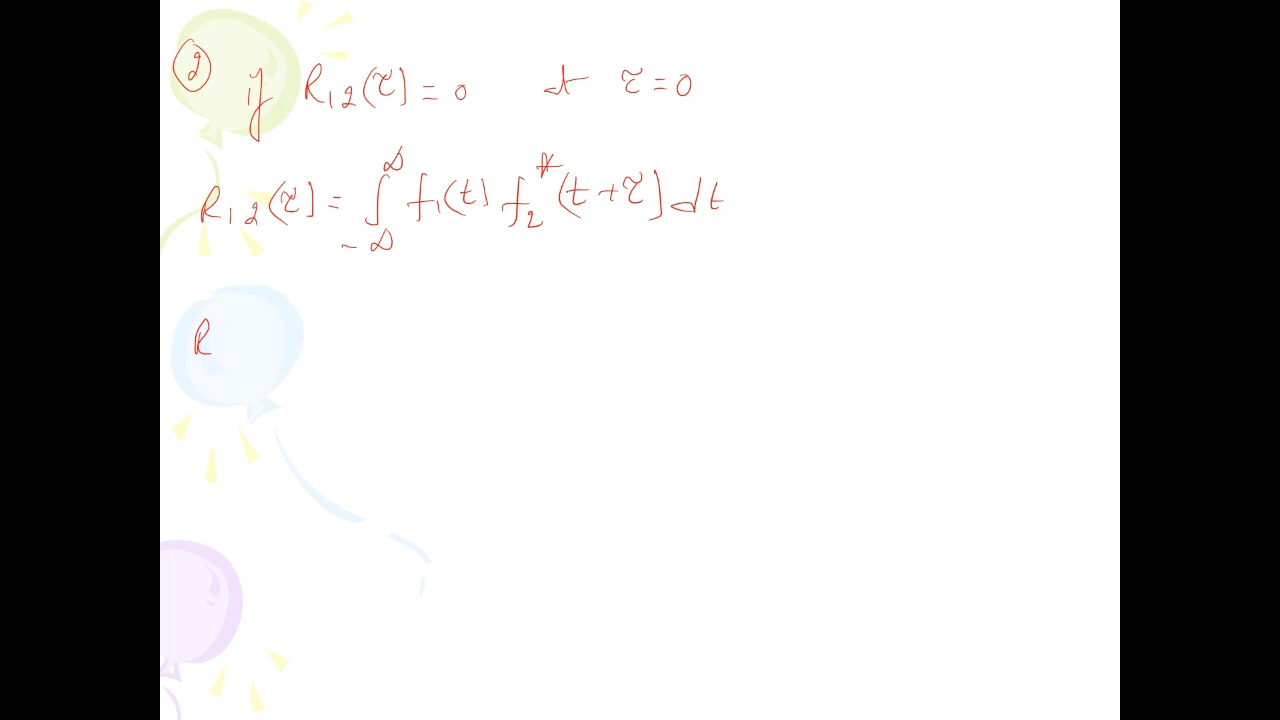 ② if R₁₂(τ) = 0 at τ = 0
R₁₂(τ) = ∫_{-∞}^{∞} f₁(t) f₂*(t + τ) dt
R